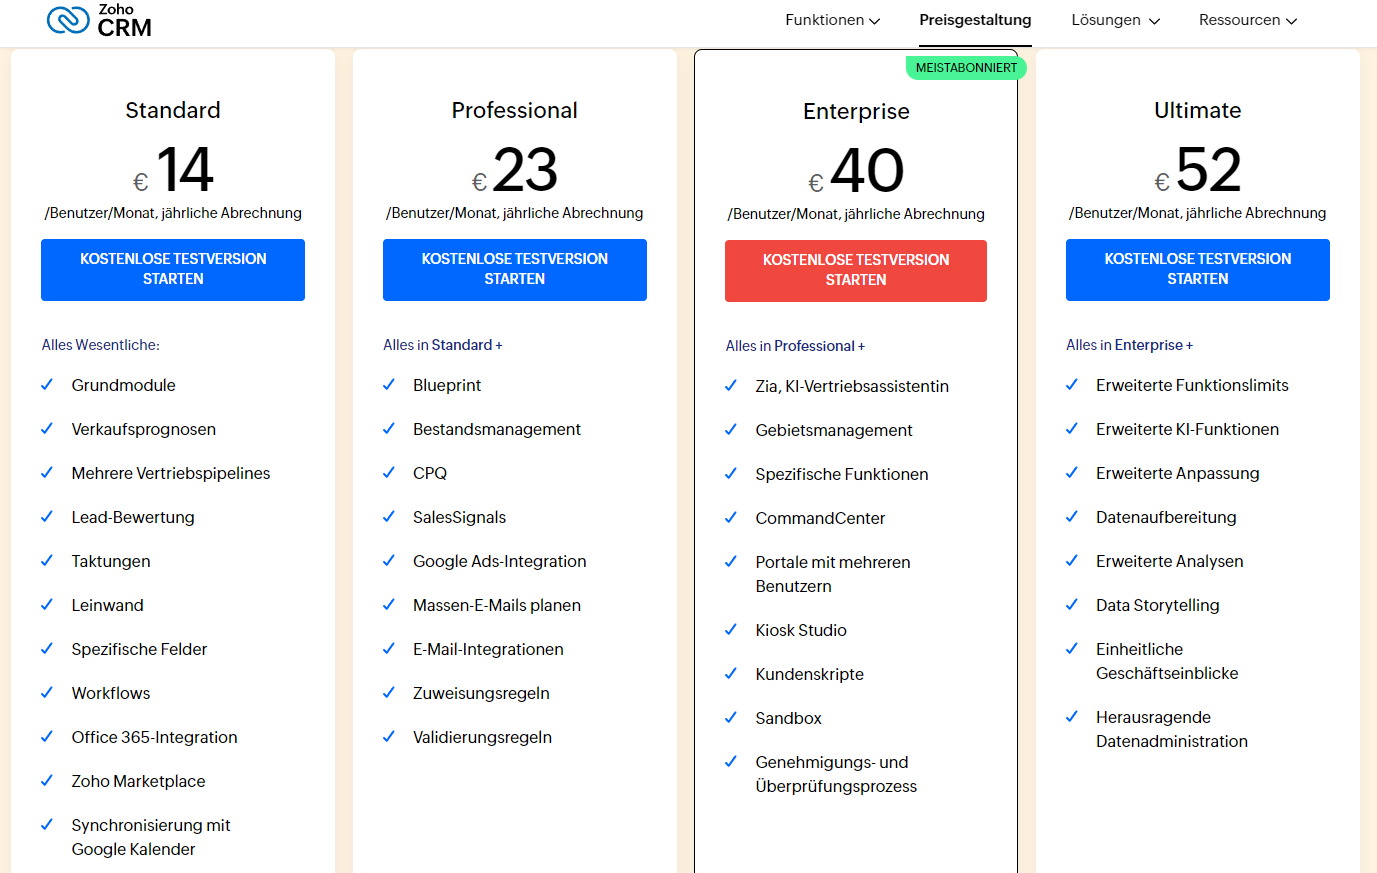 Zoho
CRM
Funktionen
Preisgestaltung
Lösungen
Ressourcen
Standard
€ 14
/Benutzer/Monat, jährliche Abrechnung
KOSTENLOSE TESTVERSION
STARTEN
Alles Wesentliche:
Grundmodule
Verkaufsprognosen
Mehrere Vertriebspipelines
Lead-Bewertung
Taktungen
Leinwand
Spezifische Felder
Workflows
Office 365-Integration
Zoho Marketplace
Synchronisierung mit
Google Kalender
Professional
€ 23
/Benutzer/Monat, jährliche Abrechnung
KOSTENLOSE TESTVERSION
STARTEN
Alles in Standard +
Blueprint
Bestandsmanagement
CPQ
SalesSignals
Google Ads-Integration
Massen-E-Mails planen
E-Mail-Integrationen
Zuweisungsregeln
Validierungsregeln
MEISTABONNIERT
Enterprise
€ 40
/Benutzer/Monat, jährliche Abrechnung
KOSTENLOSE TESTVERSION
STARTEN
Alles in Professional +
Zia, KI-Vertriebsassistentin
Gebietsmanagement
Spezifische Funktionen
CommandCenter
Portale mit mehreren
Benutzern
Kiosk Studio
Kundenskripte
Sandbox
Genehmigungs- und
Überprüfungsprozess
Ultimate
€ 52
/Benutzer/Monat, jährliche Abrechnung
KOSTENLOSE TESTVERSION
STARTEN
Alles in Enterprise +
Erweiterte Funktionslimits
Erweiterte KI-Funktionen
Erweiterte Anpassung
Datenaufbereitung
Erweiterte Analysen
Data Storytelling
Einheitliche
Geschäftseinblicke
Herausragende
Datenadministration